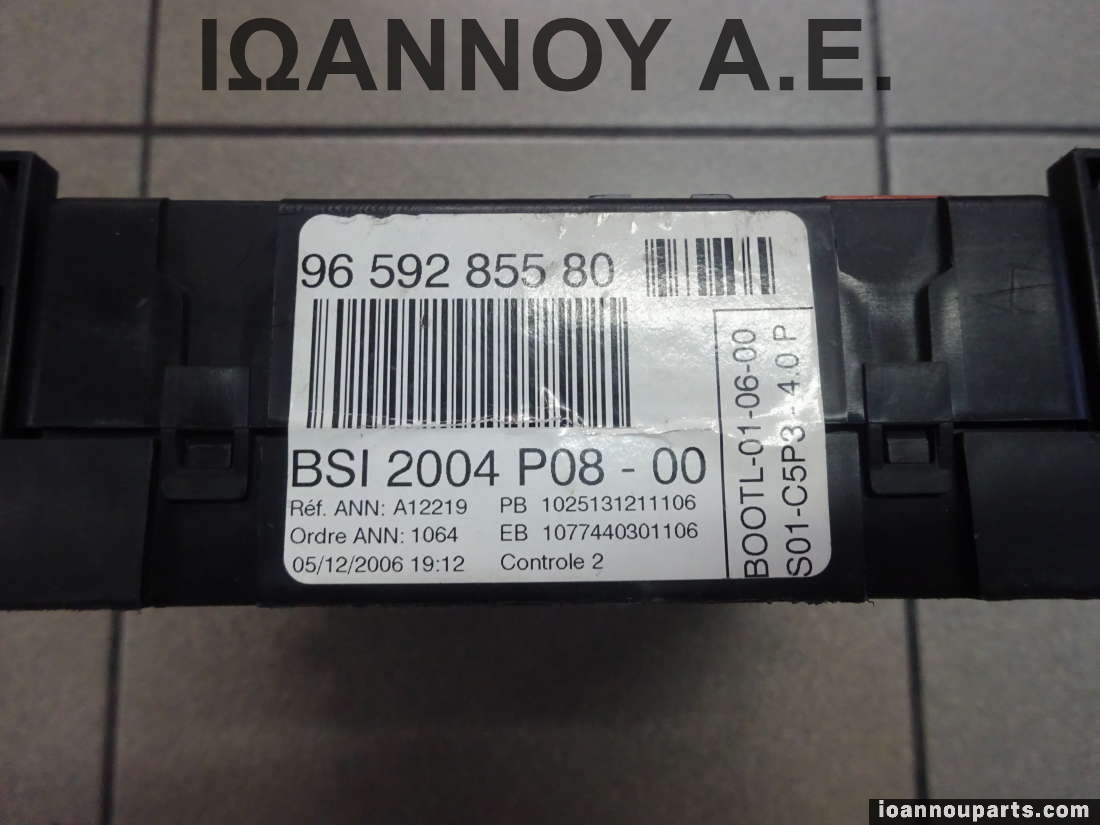 ΙΩΑΝΝΟΥ Α.Ε.
96 592 855 80
BSI 2004 P08 - 00
Réf. ANN: A12219 PB 1025131211106
Ordre ANN: 1064 EB 1077440301106
05/12/2006 19:12 Controle 2
BOOTL-01-06-00
S01-C5P3 - 4.0 P
ioannouparts.com